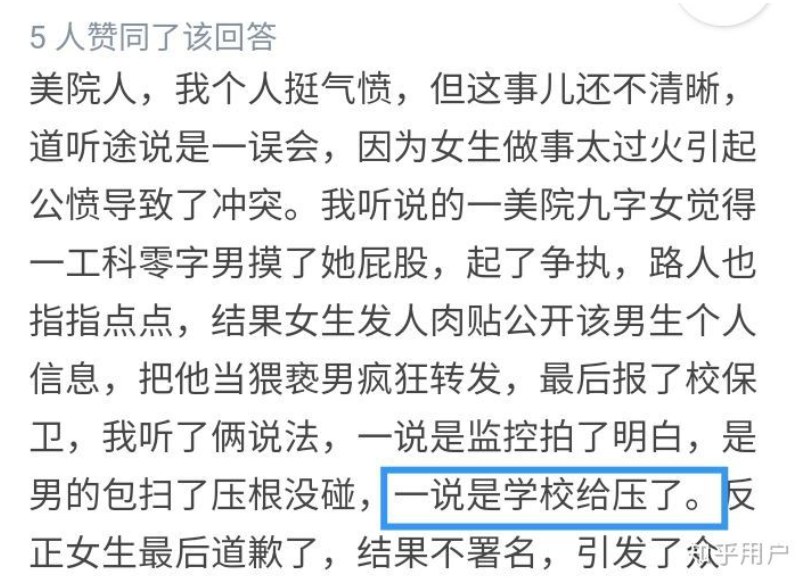 5 人赞同了该回答
美院人，我个人挺气愤，但这事儿还不清晰，
道听途说是一误会，因为女生做事太过火引起
公愤导致了冲突。我听说的一美院九字女觉得
一工科零字男摸了她屁股，起了争执，路人也
指指点点，结果女生发人肉贴公开该男生个人
信息，把他当猥亵男疯狂转发，最后报了校保
卫，我听了俩说法，一说是监控拍了明白，是
男的包扫了压根没碰，一说是学校给压了。反
正女生最后道歉了，结果不署名，引发了众
知乎用户